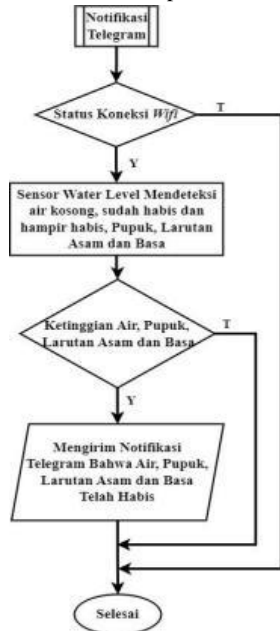 Notifikasi
Telegram
Status Koneksi Wifi
T
Y
Sensor Water Level Mendeteksi
air kosong, sudah habis dan
hampir habis, Pupuk, Larutan
Asam dan Basa
Ketinggian Air, Pupuk,
Larutan Asam dan Basa
T
Y
Mengirim Notifikasi
Telegram Bahwa Air, Pupuk,
Larutan Asam dan Basa
Telah Habis
Selesai